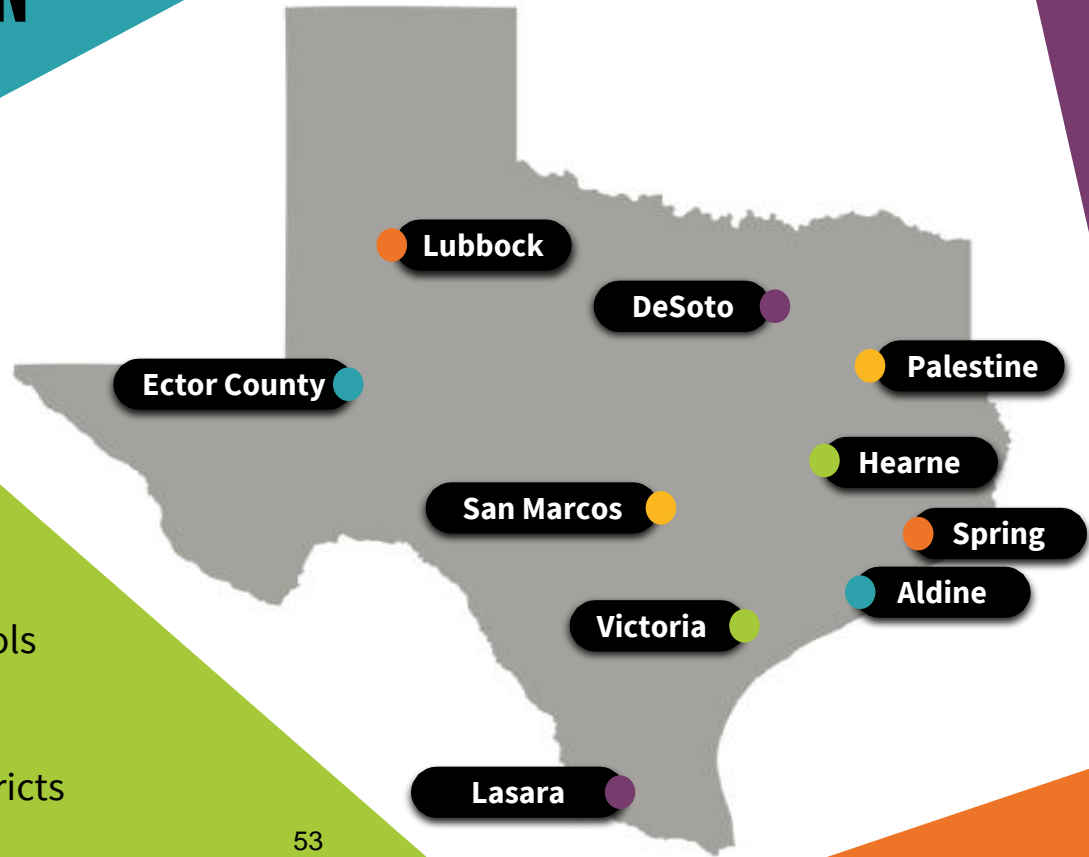 Lubbock
DeSoto
Palestine
Ector County
Hearne
San Marcos
Spring
Aldine
Victoria
Lasara
53